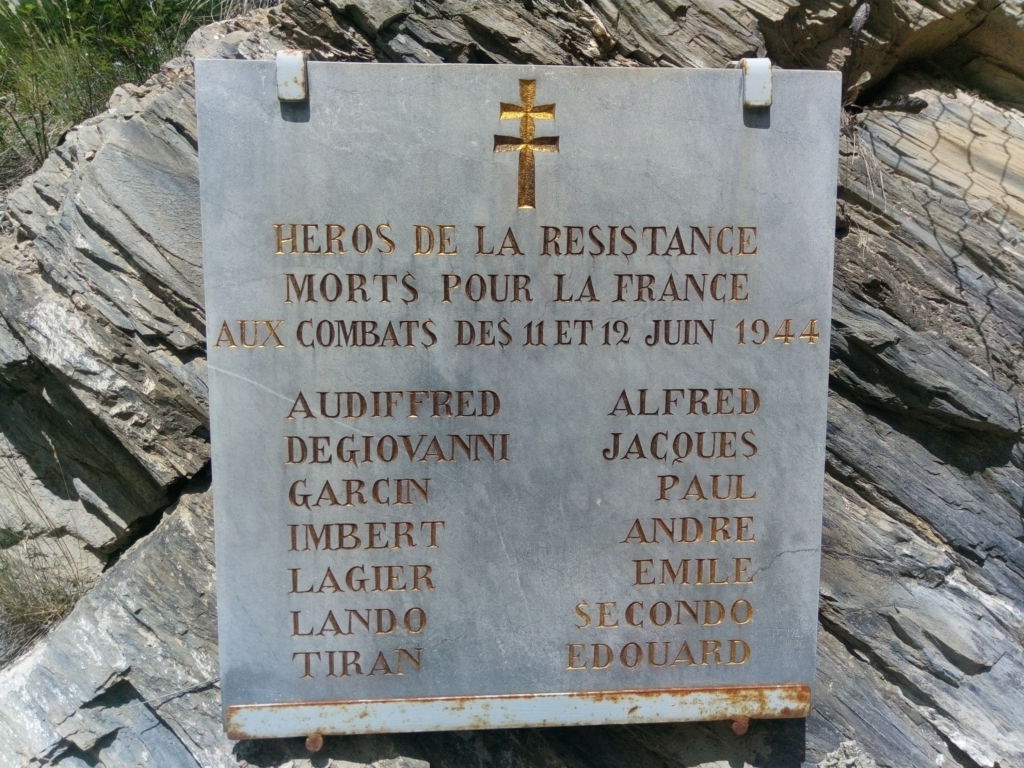 HEROS DE LA RESISTANCE
MORTS POUR LA FRANCE
AUX COMBATS DES 11 ET 12 JUIN 1944
AUDIFFRED ALFRED
DEGIOVANNI JACQUES
GARCIN PAUL
IMBERT ANDRE
LAGIER EMILE
LANDO SECONDO
TIRAN EDOUARD